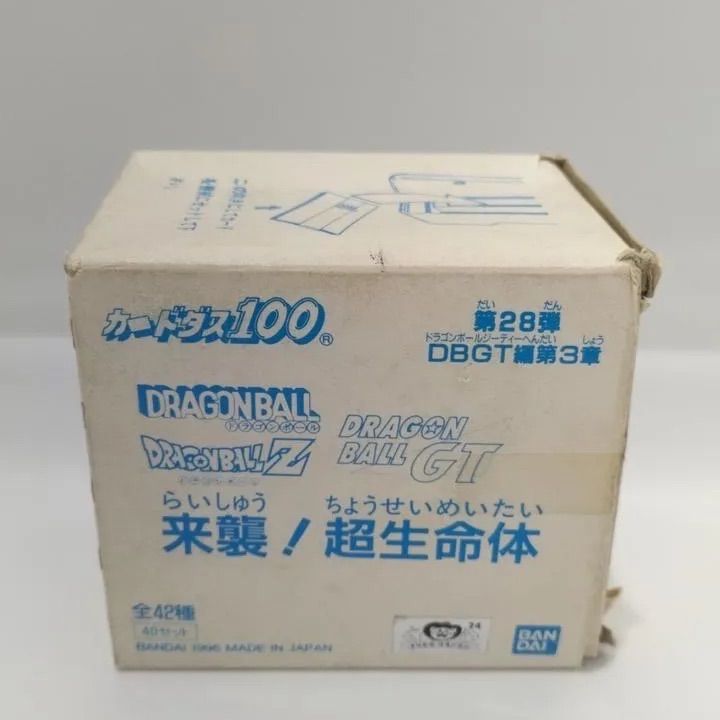 カードダス100®
だい だん
第28弾
ドラゴンボールジーティーへんだい しょう
DBGT編第3章
DRAGONBALL
ドラゴンボール
DRAGONBALL Z
DRAGON
BALL GT
らいしゅう ちょうせいめいたい
来襲！超生命体
全42種
40セット
BANDAI 1996 MADE IN JAPAN
24
BAN
DAI